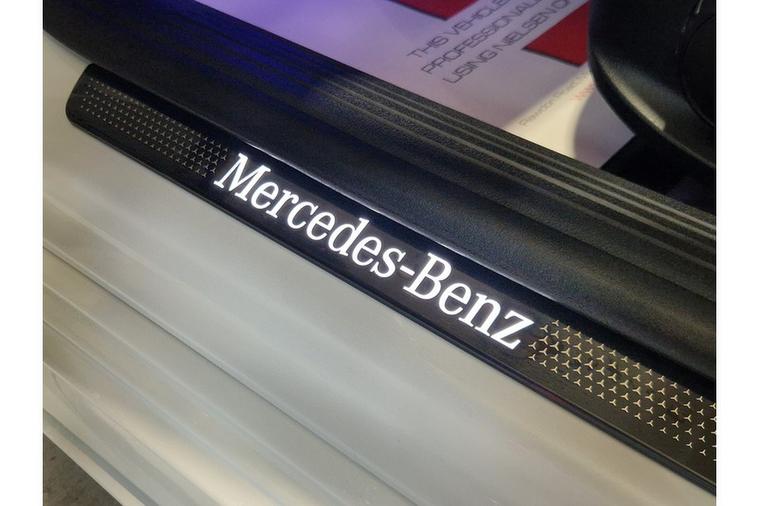 THIS VEHICLE
PROFESSIONAL
USING NIELSEN
Mercedes-Benz